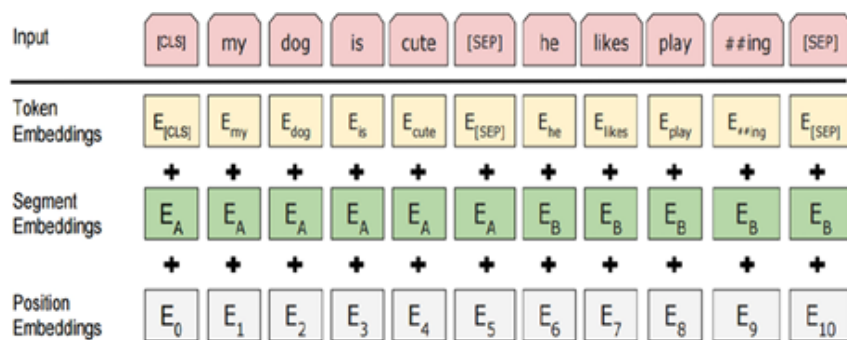 Input [CLS] my dog is cute [SEP] he likes play ##ing [SEP]
Token Embeddings E[CLS] Emy Edog Eis Ecute E[SEP] Ehe Elikes Eplay E##ing E[SEP]
+ + + + + + + + + + +
Segment Embeddings EA EA EA EA EA EA EB EB EB EB EB
+ + + + + + + + + + +
Position Embeddings E0 E1 E2 E3 E4 E5 E6 E7 E8 E9 E10